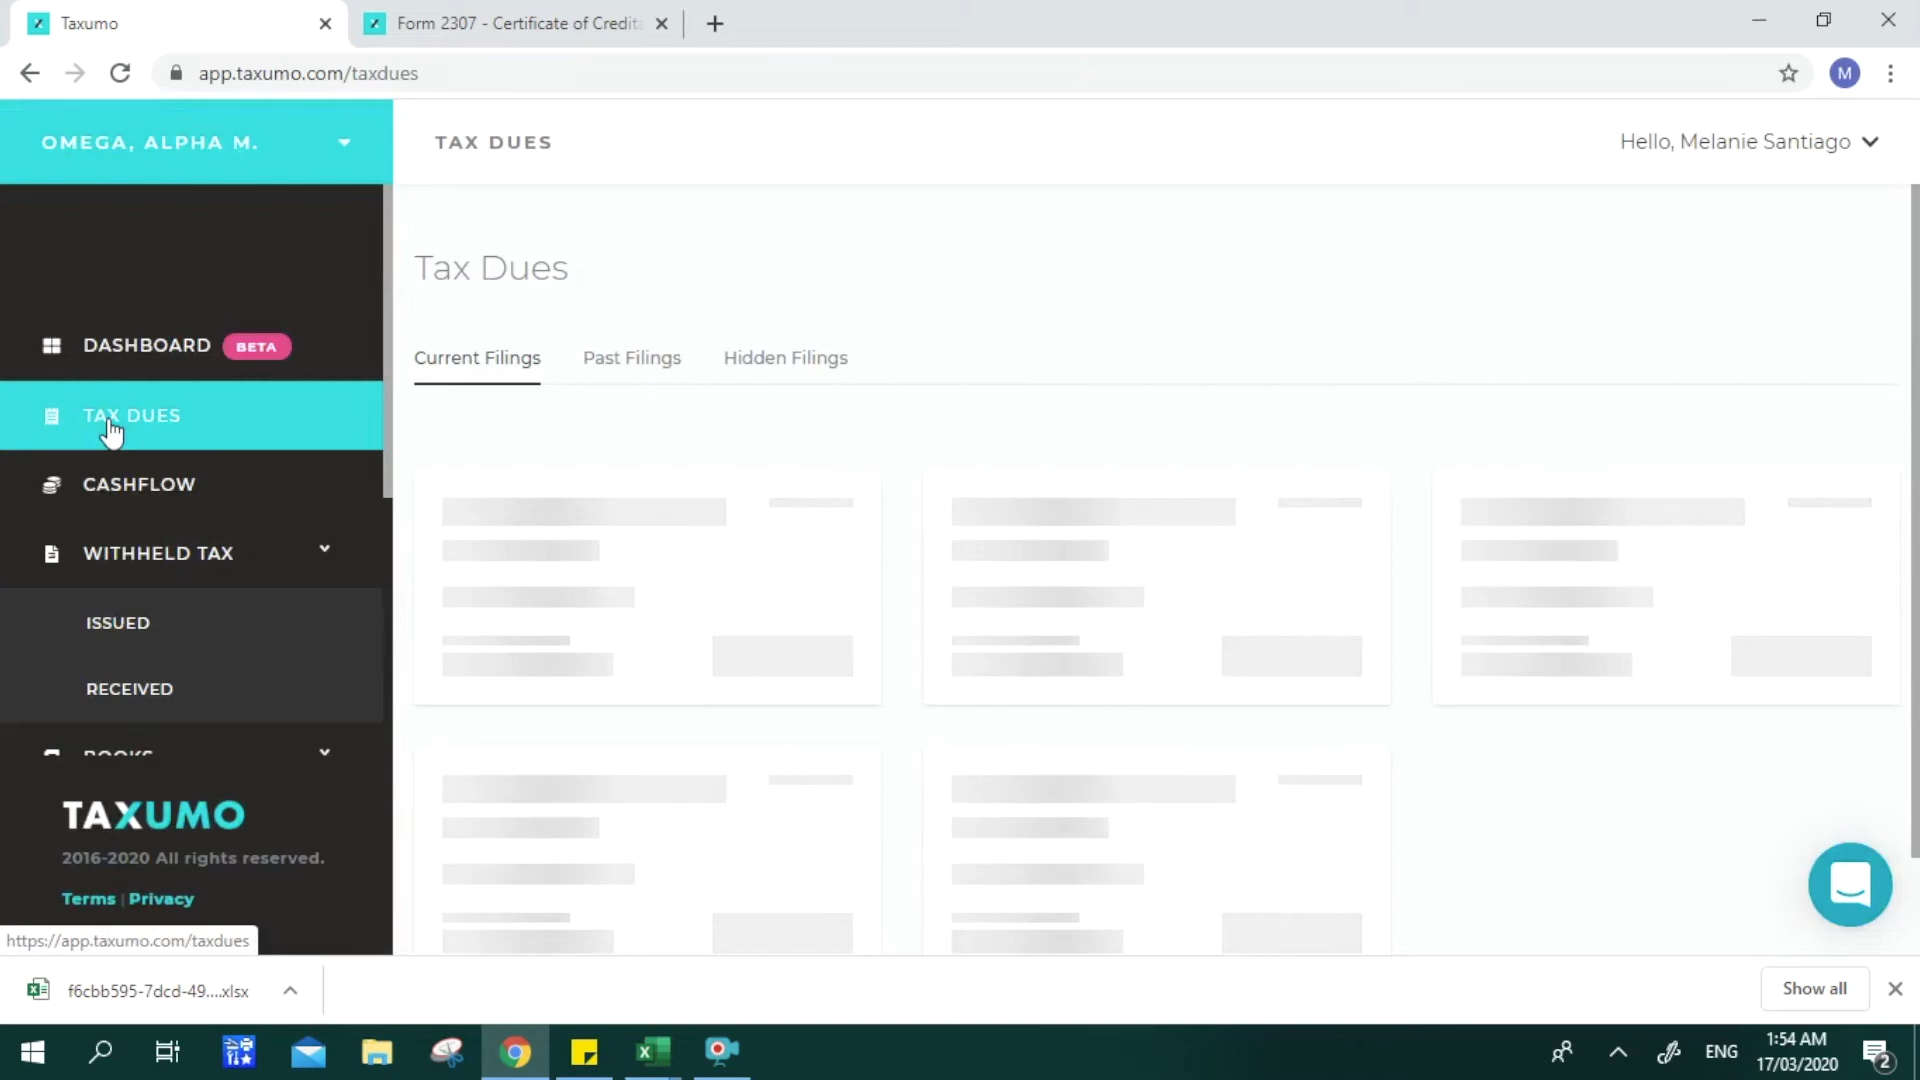 Taxumo
Form 2307 - Certificate of Credit
app.taxumo.com/taxdues
M
OMEGA, ALPHA M.
TAX DUES
Hello, Melanie Santiago
Tax Dues
DASHBOARD BETA
Current Filings
Past Filings
Hidden Filings
TAX DUES
CASHFLOW
WITHHELD TAX
ISSUED
RECEIVED
BOOKS
TAXUMO
2016-2020 All rights reserved.
Terms | Privacy
https://app.taxumo.com/taxdues
f6cbb595-7dcd-49....xlsx
Show all
ENG
1:54 AM
17/03/2020
2